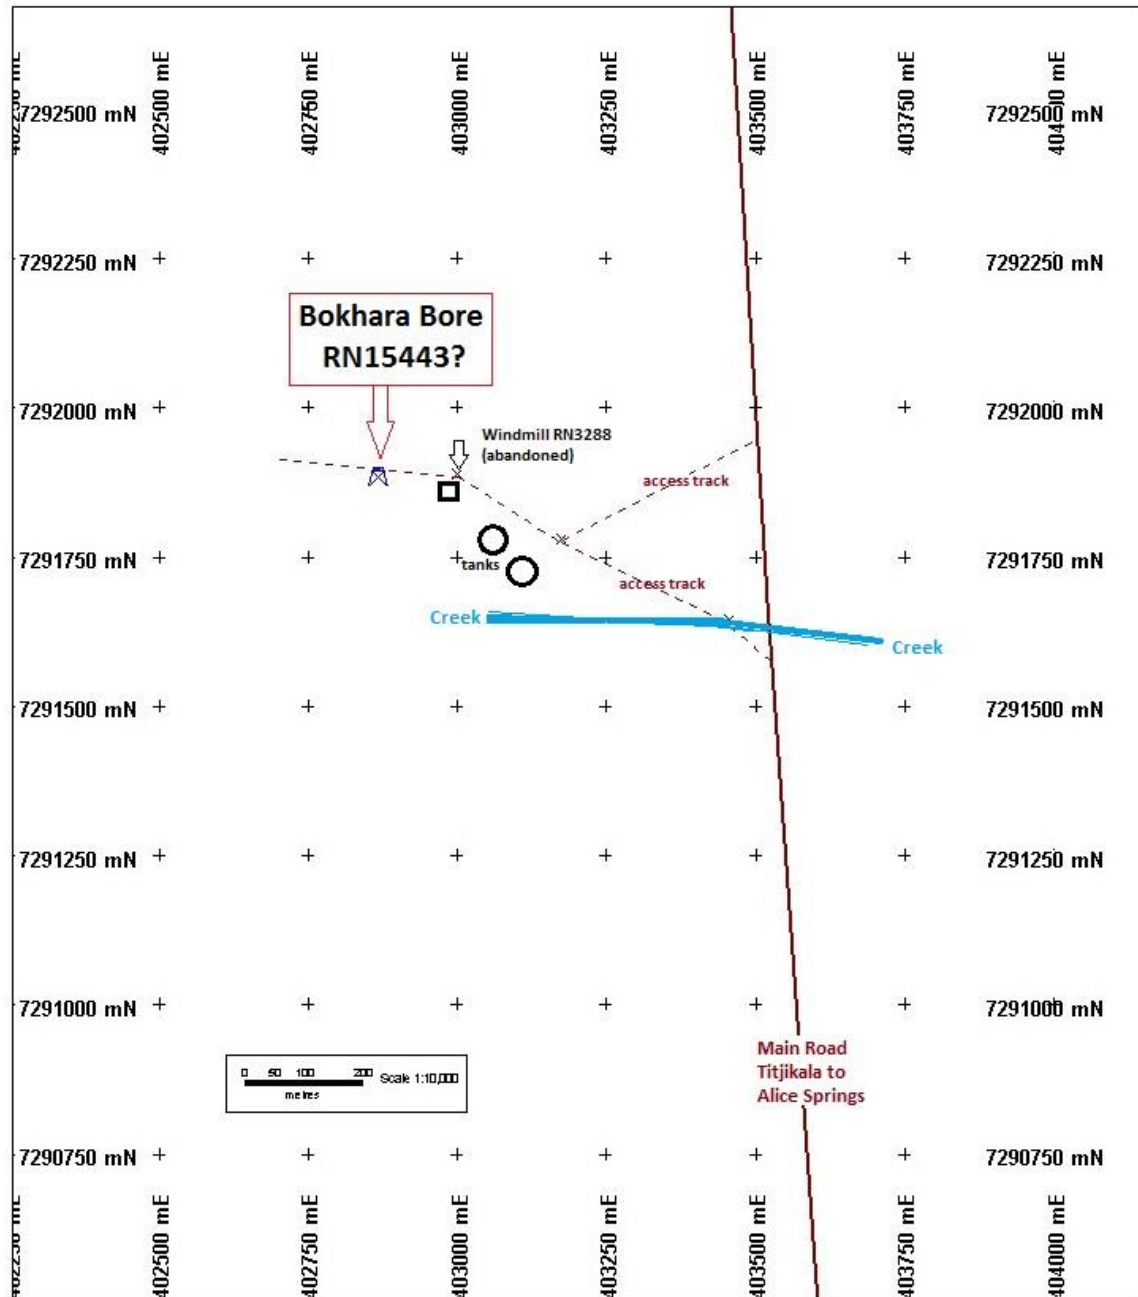 402250 mE
402500 mE
402750 mE
403000 mE
403250 mE
403500 mE
403750 mE
404000 mE
7292500 mN
7292500 mN
7292250 mN
7292250 mN
Bokhara Bore
RN15443?
7292000 mN
7292000 mN
Windmill RN3288
(abandoned)
access track
7291750 mN
7291750 mN
tanks
access track
Creek
Creek
7291500 mN
7291500 mN
7291250 mN
7291250 mN
7291000 mN
7291000 mN
Main Road
Titjikala to
Alice Springs
0 50 100 200 Scale 1:10,000
metres
7290750 mN
7290750 mN
402250 mE
402500 mE
402750 mE
403000 mE
403250 mE
403500 mE
403750 mE
404000 mE